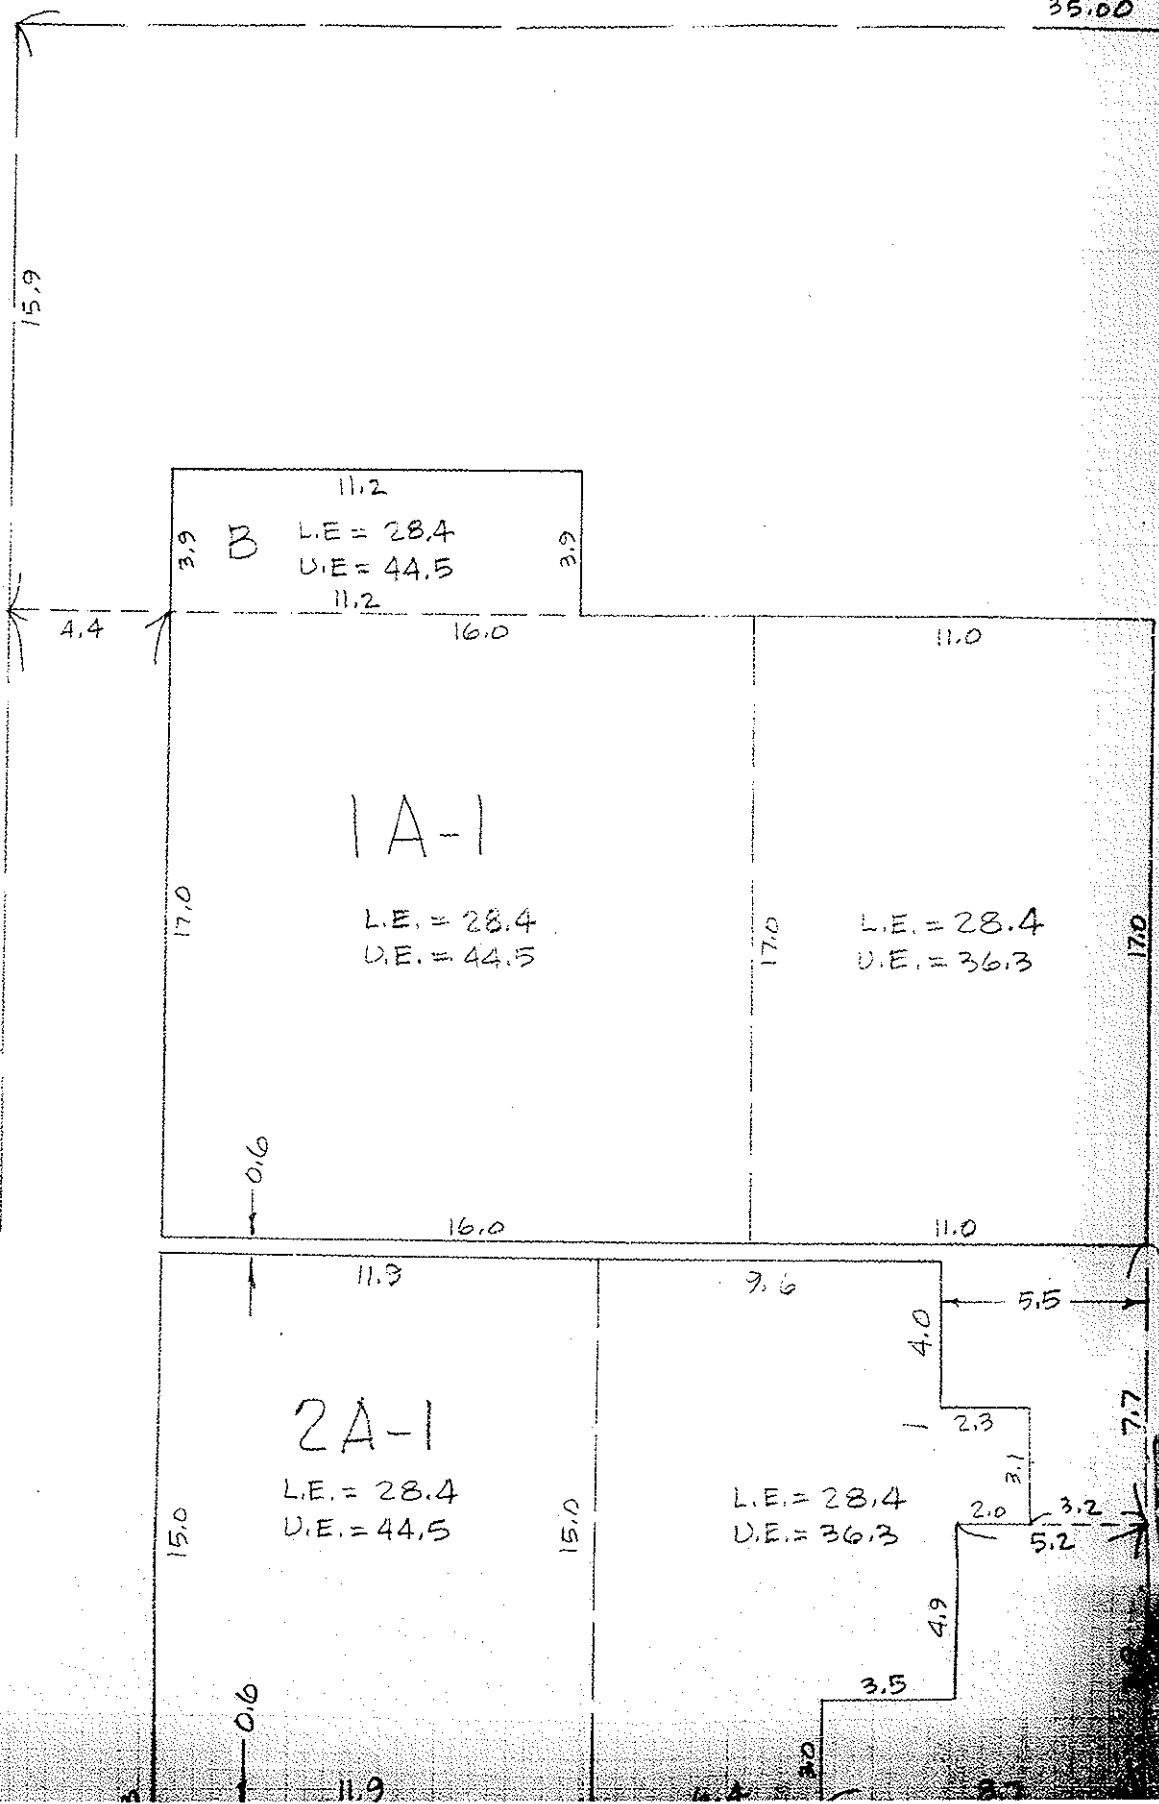 35.00
15.9
11.2
3.9 B L.E = 28.4 3.9
U.E = 44.5
11.2
4.4 16.0 11.0
1A-1
17.0 L.E. = 28.4 17.0 L.E. = 28.4 17.0
U.E. = 44.5 U.E. = 36.3
0.6
16.0 11.0
11.9 9.6
5.5
4.0
2A-1 1 2.3 7.7
3.1
L.E. = 28.4 L.E. = 28.4
15.0 U.E. = 44.5 15.0 U.E. = 36.3 2.0 3.2
5.2
4.9
3.5
0.6
3.0
11.9